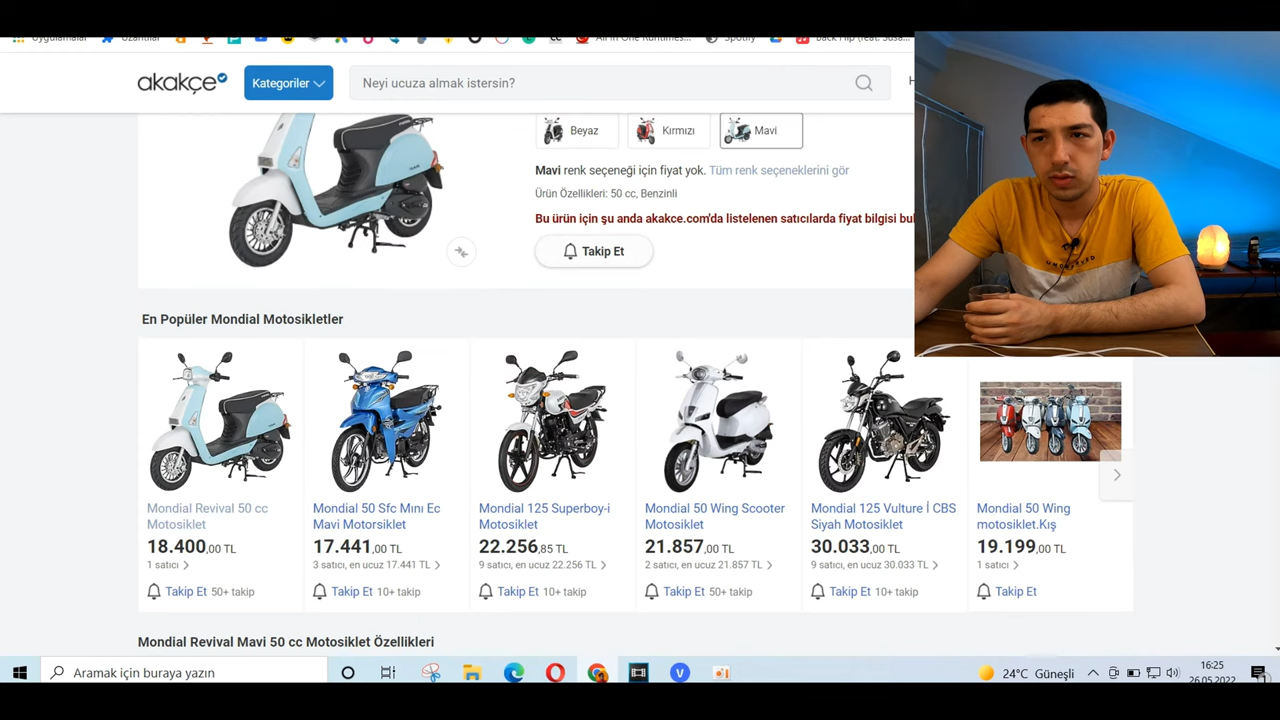 Uygulamalar
Uzantılar
All in One Runtimes...
Spotify
Back Flip (feat. Susa...
akakçe
Kategoriler
Neyi ucuza almak istersin?
Beyaz
Kırmızı
Mavi
Mavi renk seçeneği için fiyat yok. Tüm renk seçeneklerini gör
Ürün Özellikleri: 50 cc, Benzinli
Bu ürün için şu anda akakce.com'da listelenen satıcılarda fiyat bilgisi bul
Takip Et
En Popüler Mondial Motosikletler
Mondial Revival 50 cc
Motosiklet
18.400,00 TL
1 satıcı
Takip Et 50+ takip
Mondial 50 Sfc Mını Ec
Mavi Motorsiklet
17.441,00 TL
3 satıcı, en ucuz 17.441 TL
Takip Et 10+ takip
Mondial 125 Superboy-i
Motosiklet
22.256,85 TL
9 satıcı, en ucuz 22.256 TL
Takip Et 10+ takip
Mondial 50 Wing Scooter
Motosiklet
21.857,00 TL
2 satıcı, en ucuz 21.857 TL
Takip Et 50+ takip
Mondial 125 Vulture İ CBS
Siyah Motosiklet
30.033,00 TL
9 satıcı, en ucuz 30.033 TL
Takip Et 10+ takip
Mondial 50 Wing
motosiklet.Kış
19.199,00 TL
1 satıcı
Takip Et
Mondial Revival Mavi 50 cc Motosiklet Özellikleri
Aramak için buraya yazın
24°C Güneşli
16:25
26.05.2022